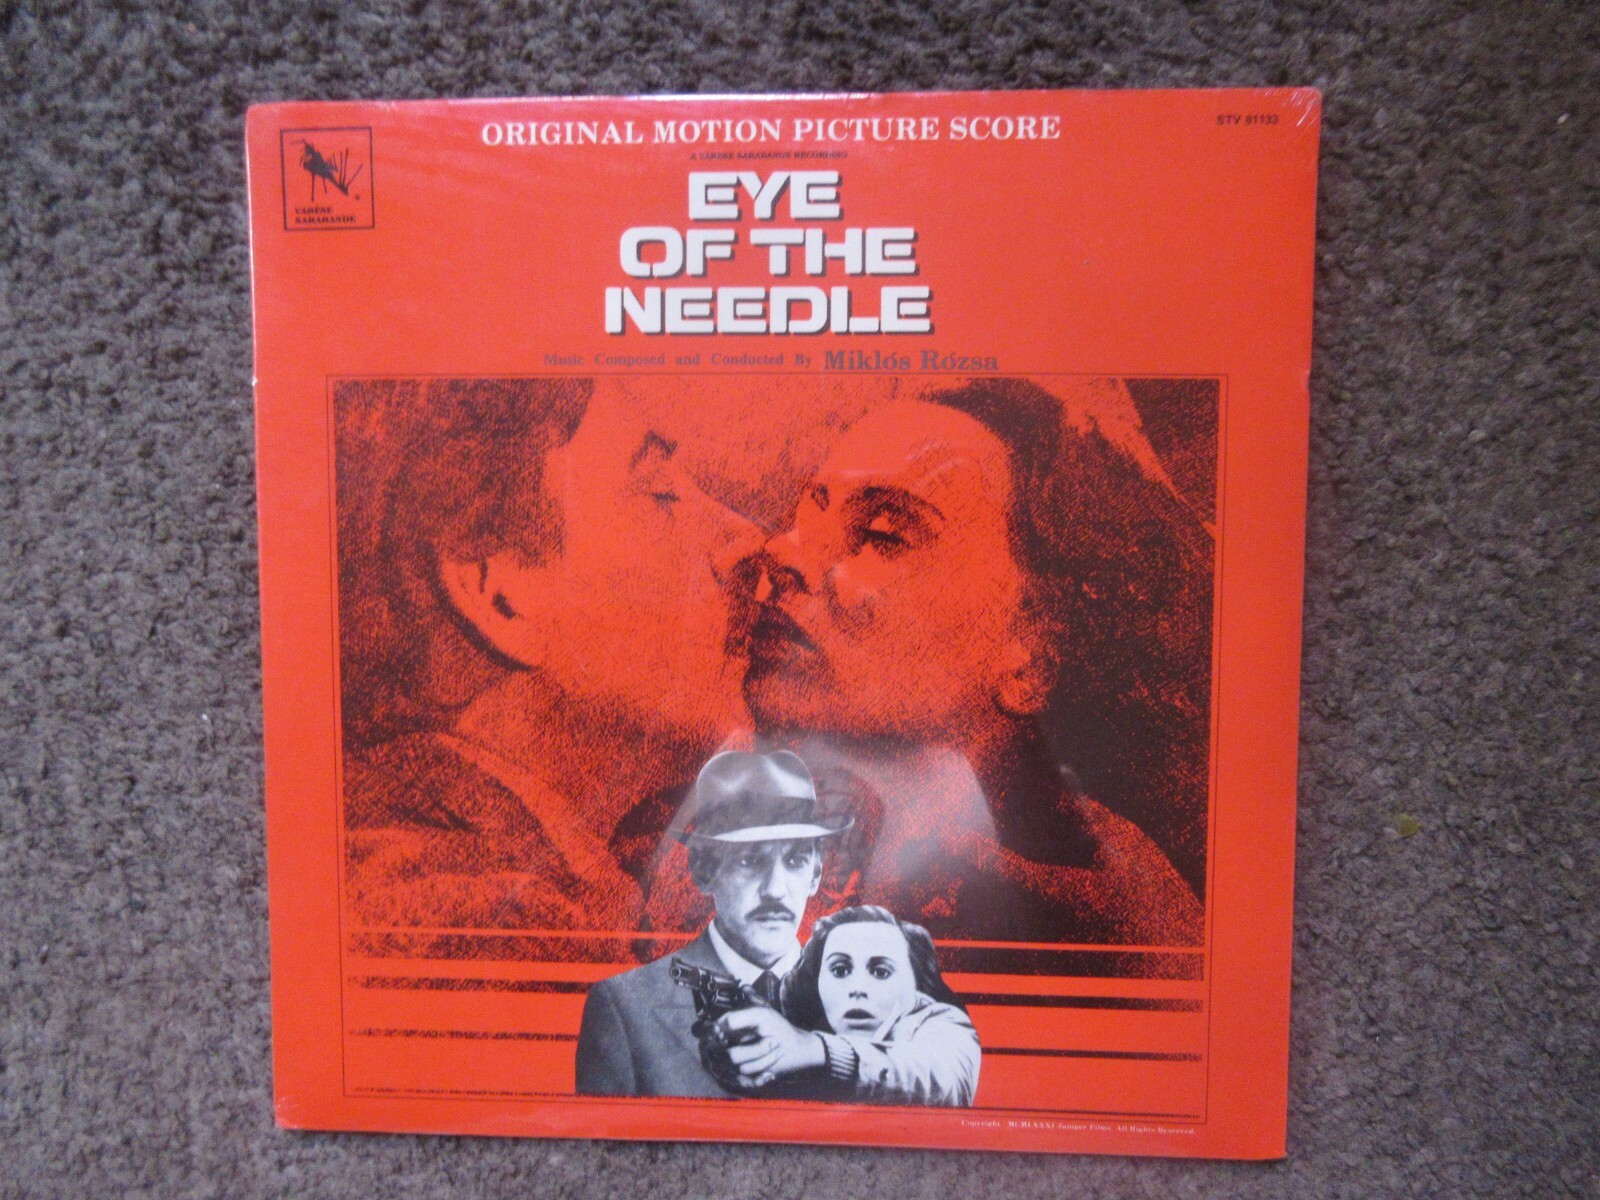 ORIGINAL MOTION PICTURE SCORE
STV 81133
A VARÈSE SARABANDE RECORDING
VARÈSE
SARABANDE
EYE
OF THE
NEEDLE
Music Composed and Conducted By Miklós Rózsa
Copyright MCMLXXXI Juniper Films. All Rights Reserved.